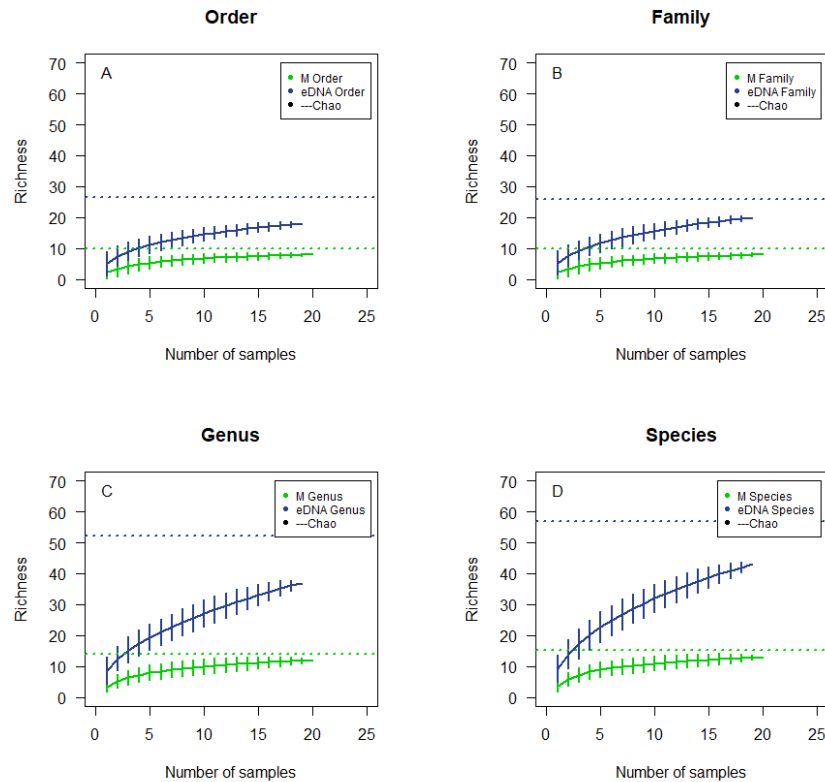 Order
A
M Order
eDNA Order
---Chao
Richness
70
60
50
40
30
20
10
0
0 5 10 15 20 25
Number of samples
Family
B
M Family
eDNA Family
---Chao
Richness
70
60
50
40
30
20
10
0
0 5 10 15 20 25
Number of samples
Genus
C
M Genus
eDNA Genus
---Chao
Richness
70
60
50
40
30
20
10
0
0 5 10 15 20 25
Number of samples
Species
D
M Species
eDNA Species
---Chao
Richness
70
60
50
40
30
20
10
0
0 5 10 15 20 25
Number of samples